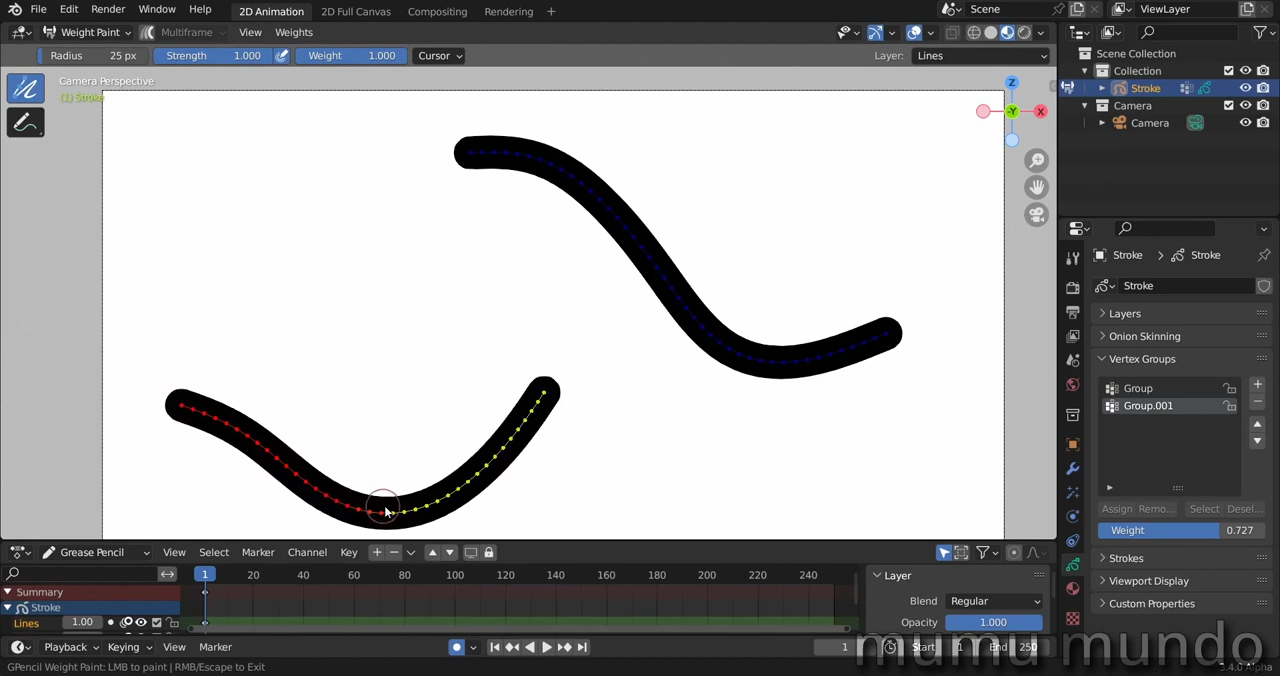 File Edit Render Window Help 2D Animation 2D Full Canvas Compositing Rendering + Scene ViewLayer
Weight Paint Multiframe View Weights
Radius 25 px Strength 1.000 Weight 1.000 Cursor Layer: Lines
Camera Perspective
(1) Stroke
Z
-Y
X
Scene Collection
Collection
Stroke
Camera
Camera
Stroke > Stroke
Stroke
Layers
Onion Skinning
Vertex Groups
Group
Group.001
Assign Remo... Select Desel...
Weight 0.727
Strokes
Viewport Display
Custom Properties
Grease Pencil View Select Marker Channel Key
1 20 40 60 80 100 120 140 160 180 200 220 240
Summary
Stroke
Lines 1.00
Layer
Blend Regular
Opacity 1.000
Playback Keying View Marker 1 Start 1 End 250
mumu mundo
GPencil Weight Paint: LMB to paint | RMB/Escape to Exit
3.4.0 Alpha